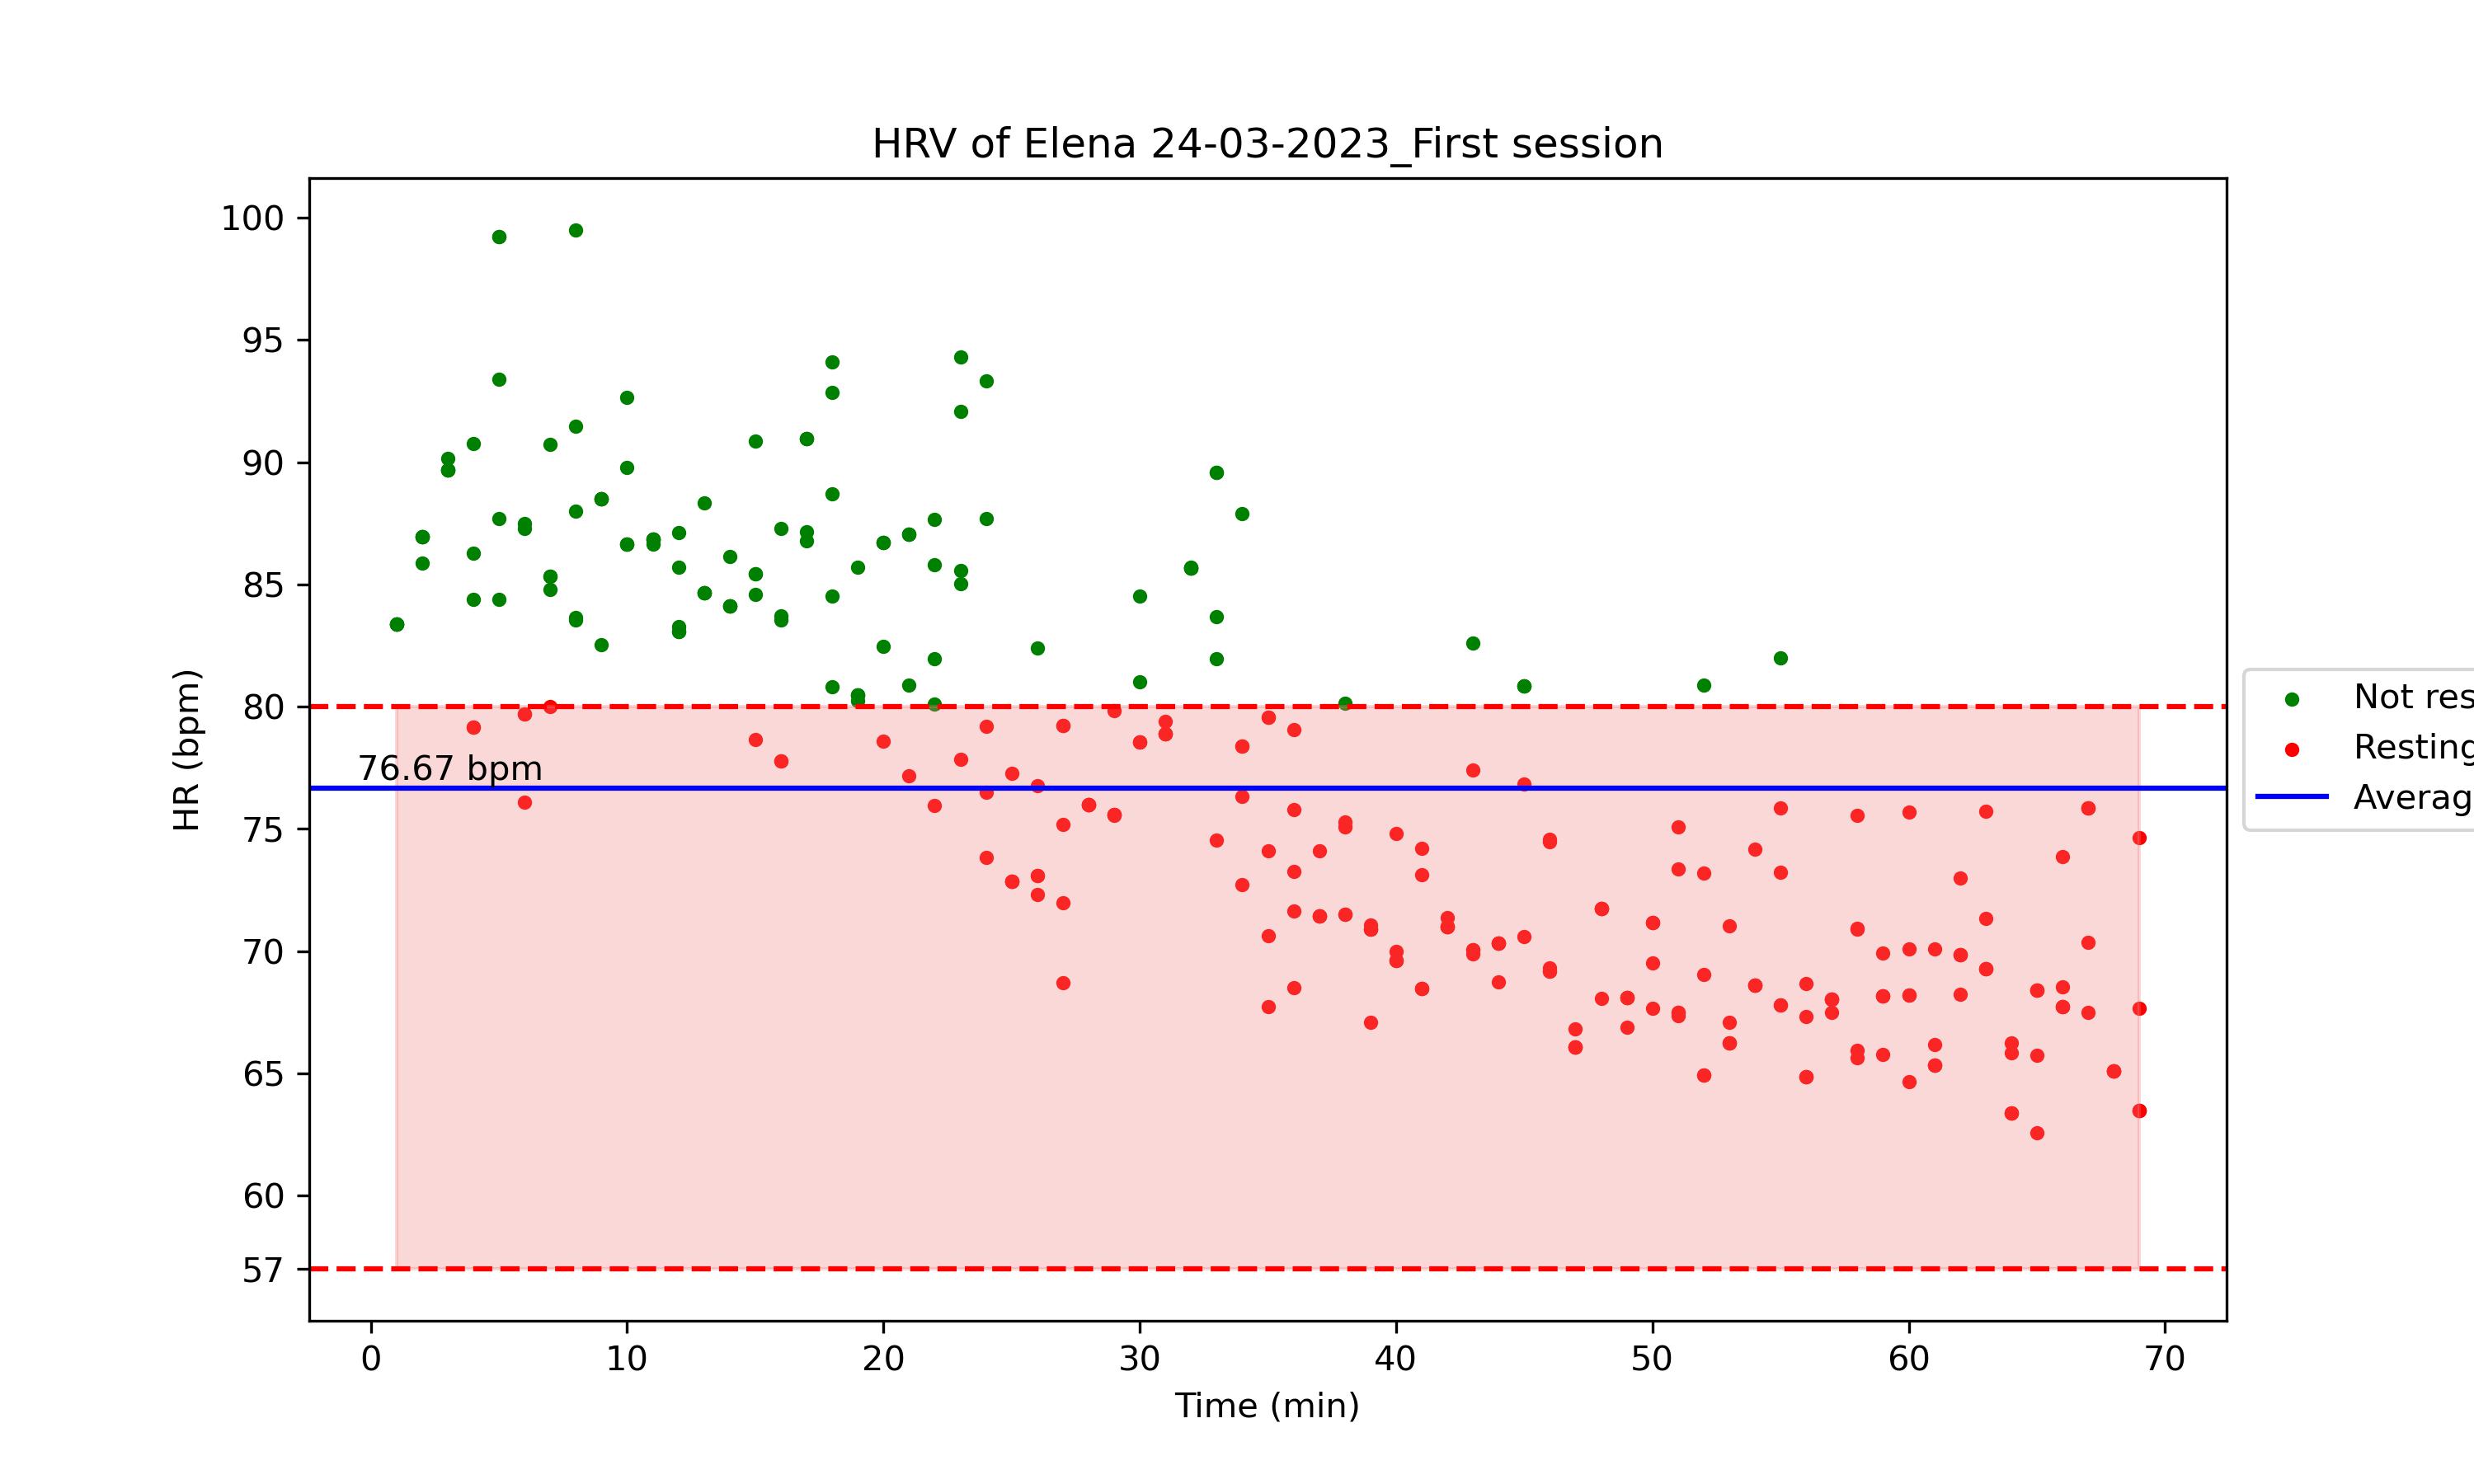 HRV of Elena 24-03-2023_First session
100
95
90
85
80
75
70
65
60
57
HR (bpm)
76.67 bpm
0 10 20 30 40 50 60 70
Time (min)
Not res
Resting
Averag